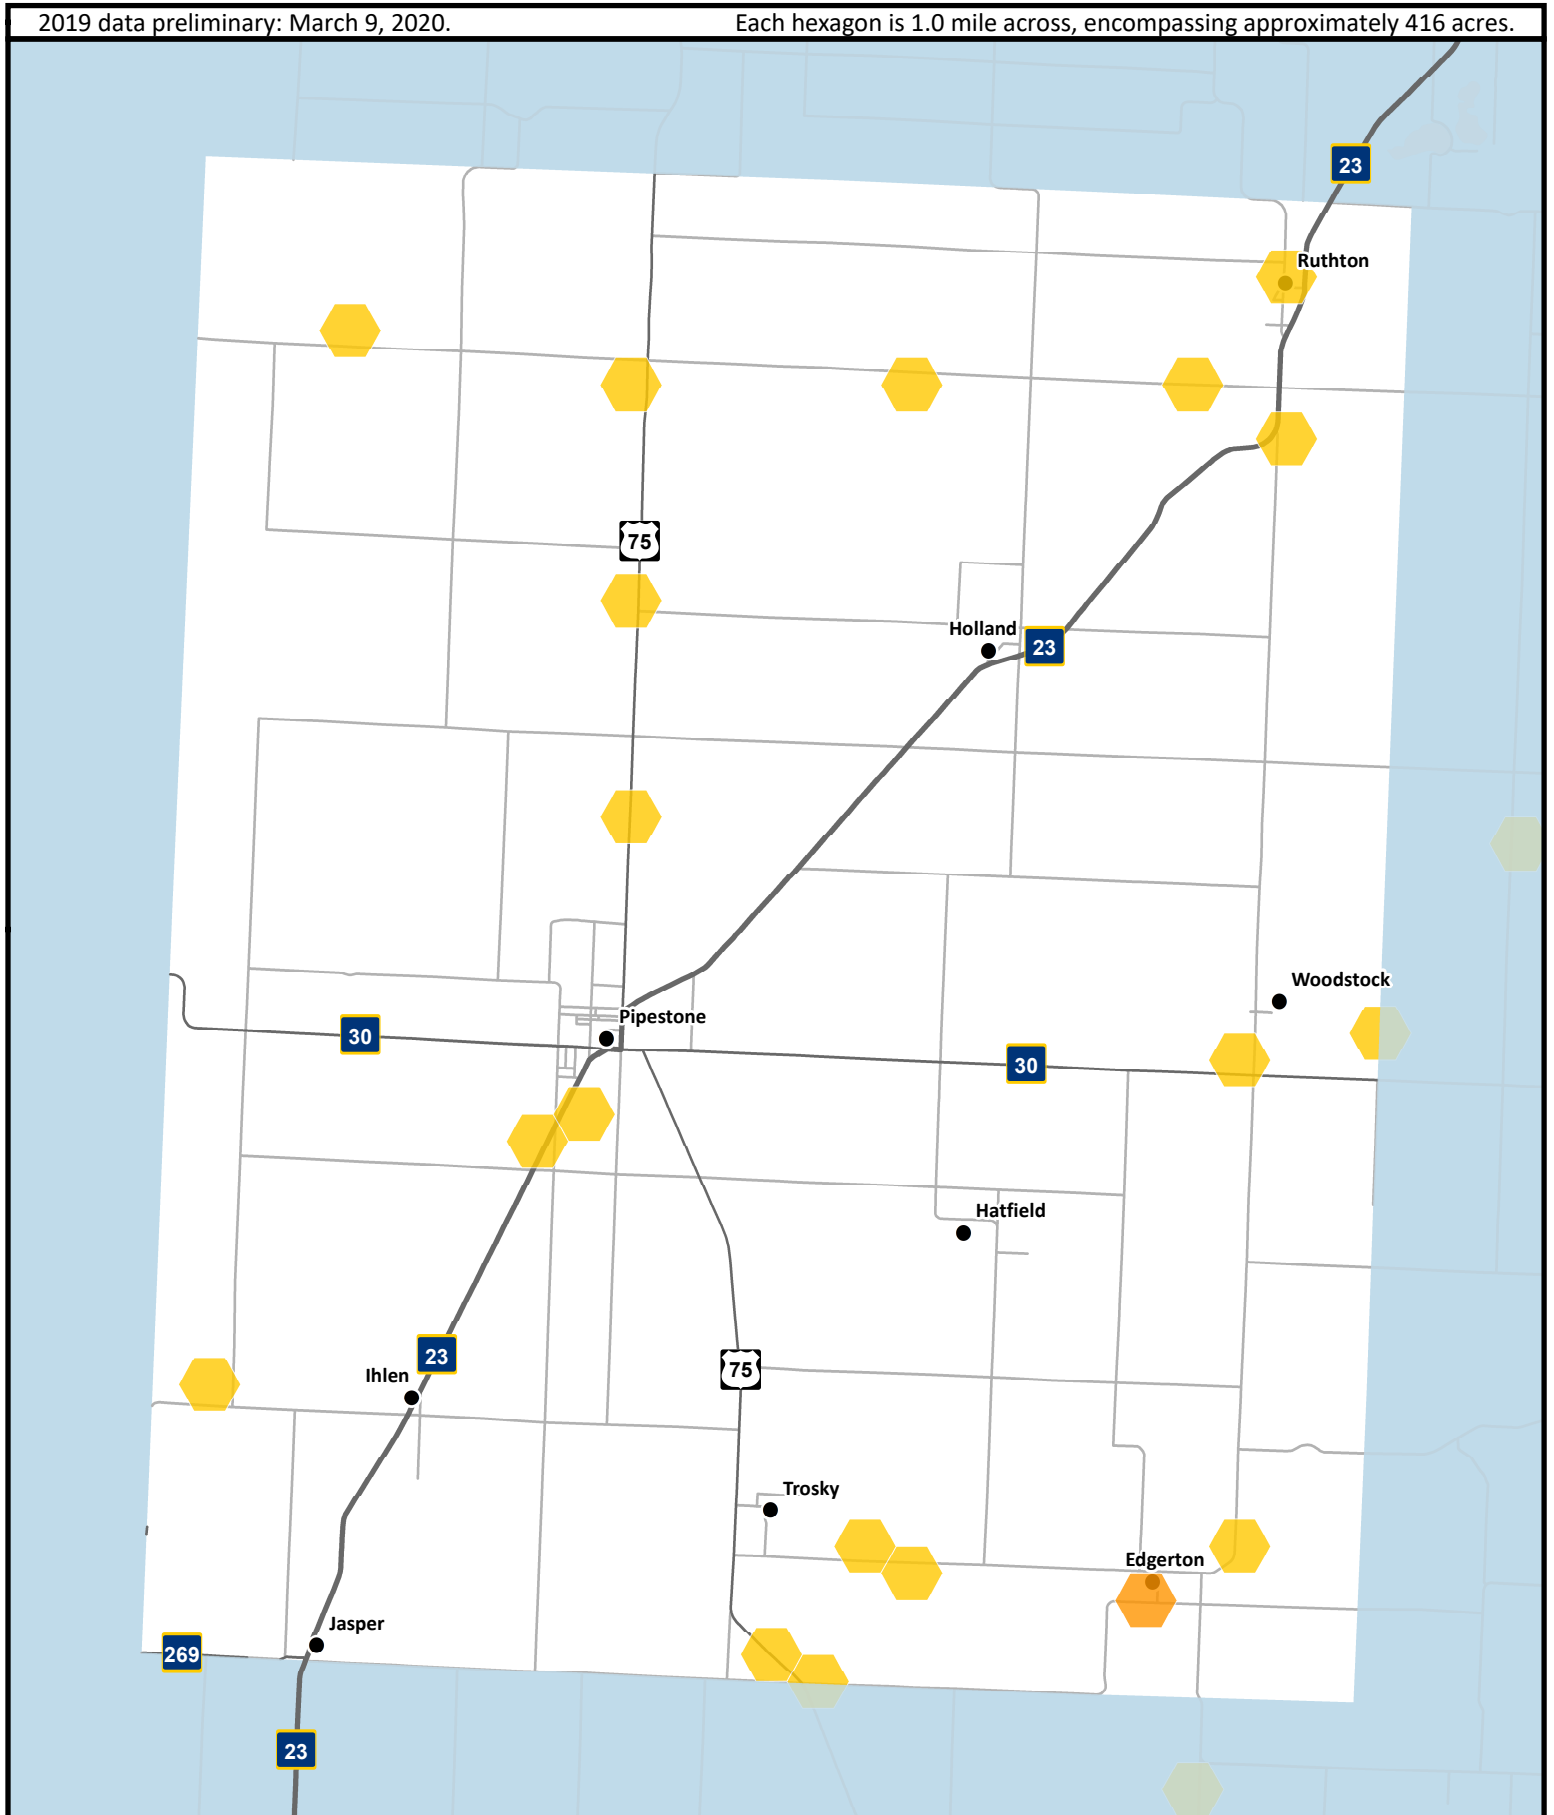 2019 data preliminary: March 9, 2020.
Each hexagon is 1.0 mile across, encompassing approximately 416 acres.
23
Ruthton
75
Holland
23
Woodstock
Pipestone
30
30
Hatfield
23
Ihlen
75
Trosky
Edgerton
Jasper
269
23